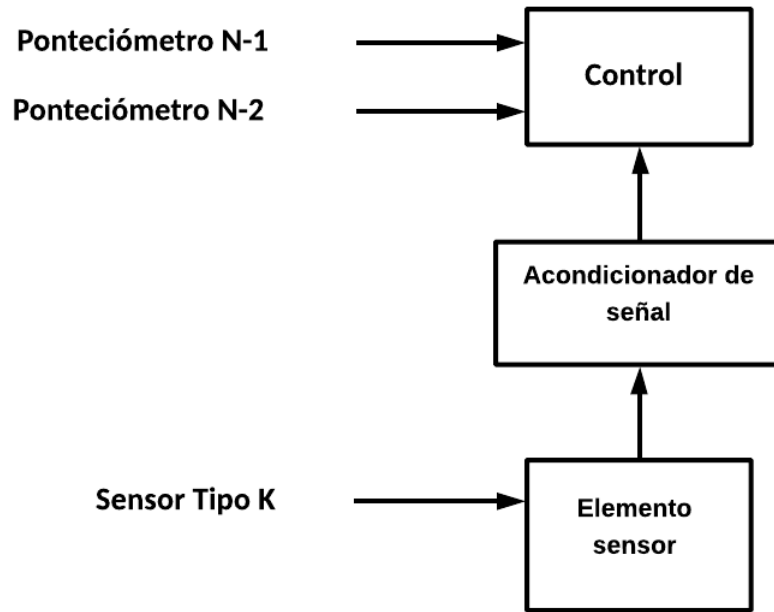 Ponteciómetro N-1
Control
Ponteciómetro N-2
Acondicionador de
señal
Sensor Tipo K
Elemento
sensor